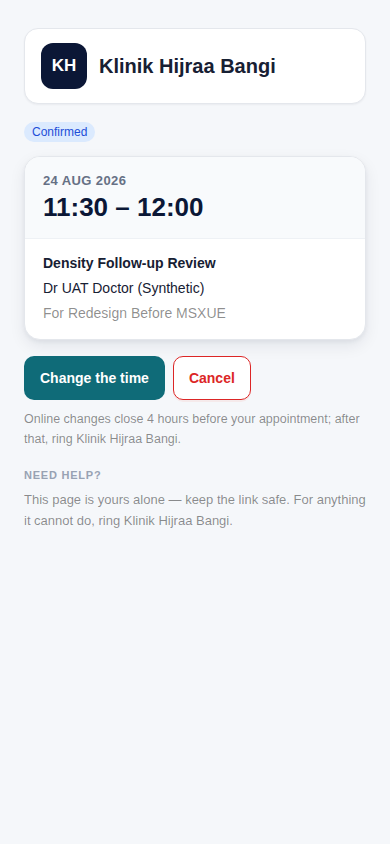 KH
Klinik Hijraa Bangi
Confirmed
24 AUG 2026
11:30 – 12:00
Density Follow-up Review
Dr UAT Doctor (Synthetic)
For Redesign Before MSXUE
Change the time
Cancel
Online changes close 4 hours before your appointment; after
that, ring Klinik Hijraa Bangi.
NEED HELP?
This page is yours alone — keep the link safe. For anything
it cannot do, ring Klinik Hijraa Bangi.